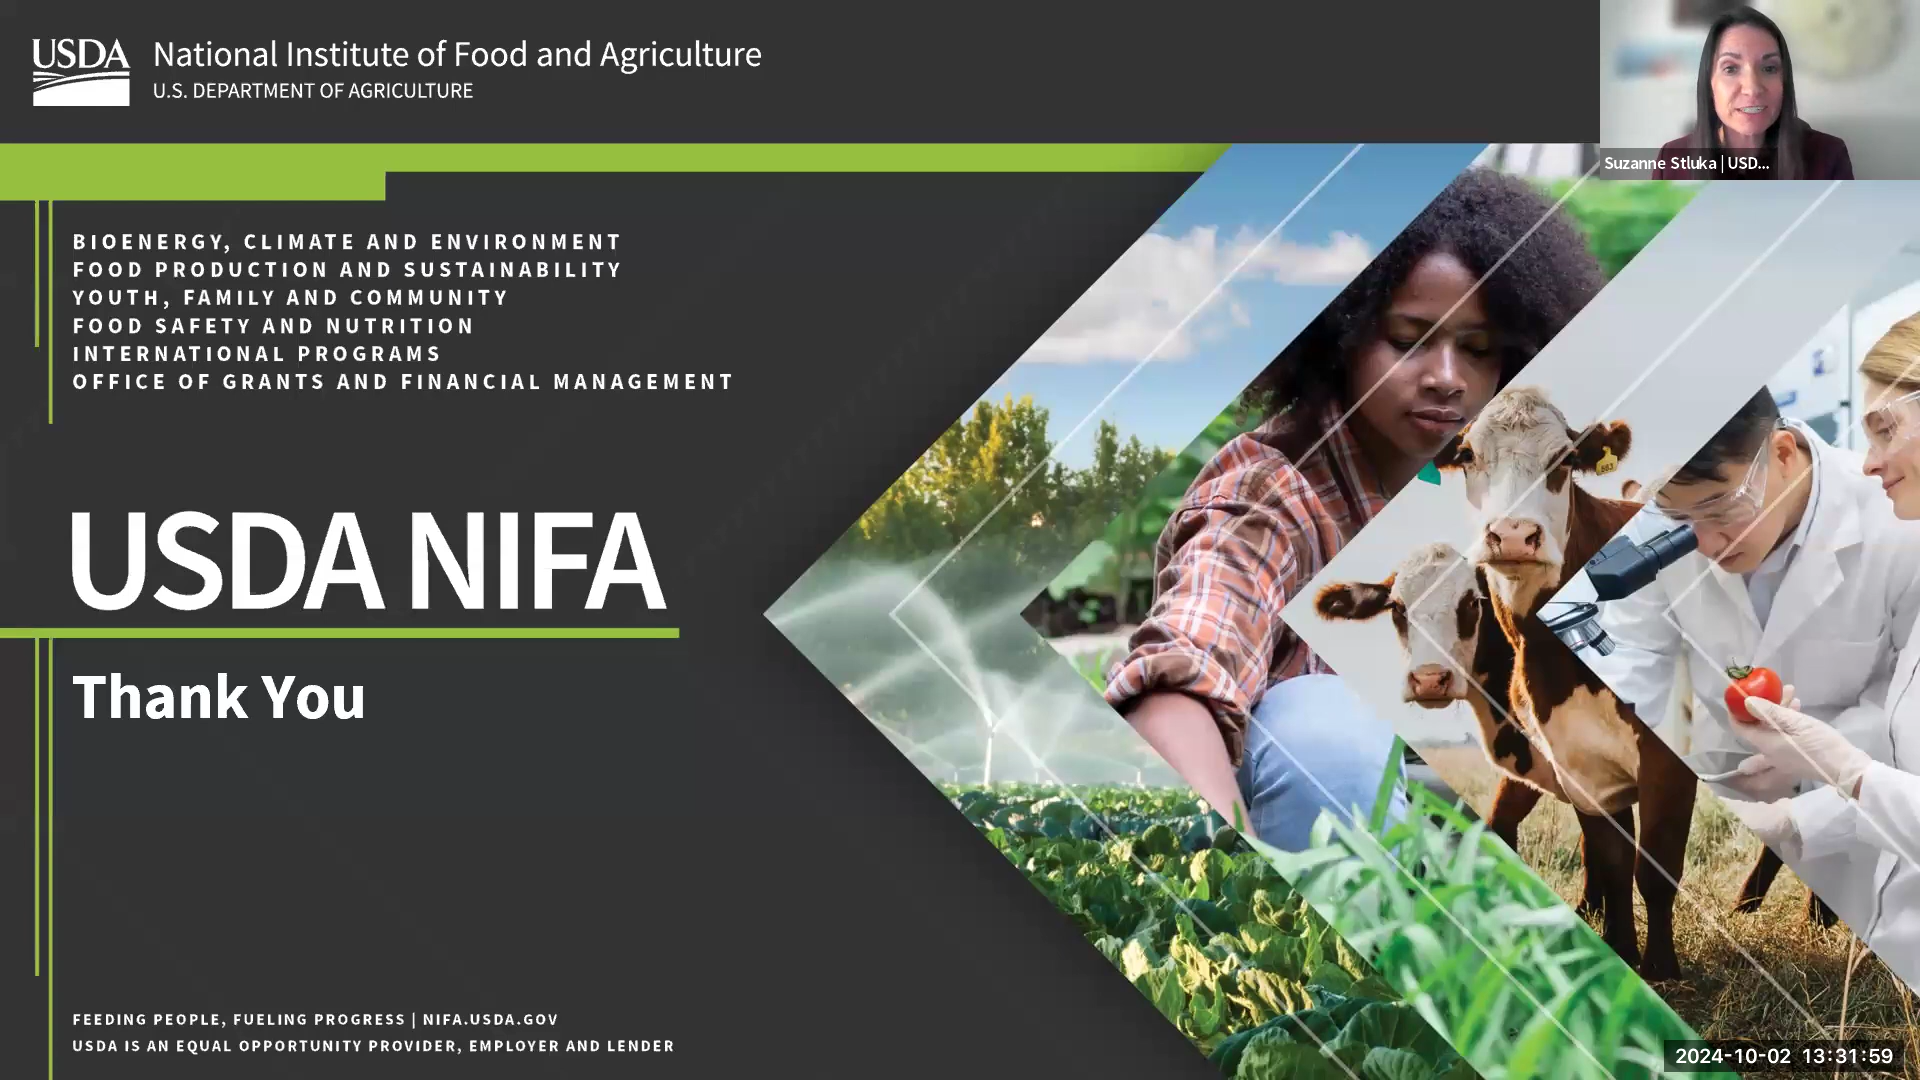 USDA
National Institute of Food and Agriculture
U.S. DEPARTMENT OF AGRICULTURE
Suzanne Stluka | USD...
BIOENERGY, CLIMATE AND ENVIRONMENT
FOOD PRODUCTION AND SUSTAINABILITY
YOUTH, FAMILY AND COMMUNITY
FOOD SAFETY AND NUTRITION
INTERNATIONAL PROGRAMS
OFFICE OF GRANTS AND FINANCIAL MANAGEMENT
USDA NIFA
Thank You
FEEDING PEOPLE, FUELING PROGRESS | NIFA.USDA.GOV
USDA IS AN EQUAL OPPORTUNITY PROVIDER, EMPLOYER AND LENDER
2024-10-02 13:31:59